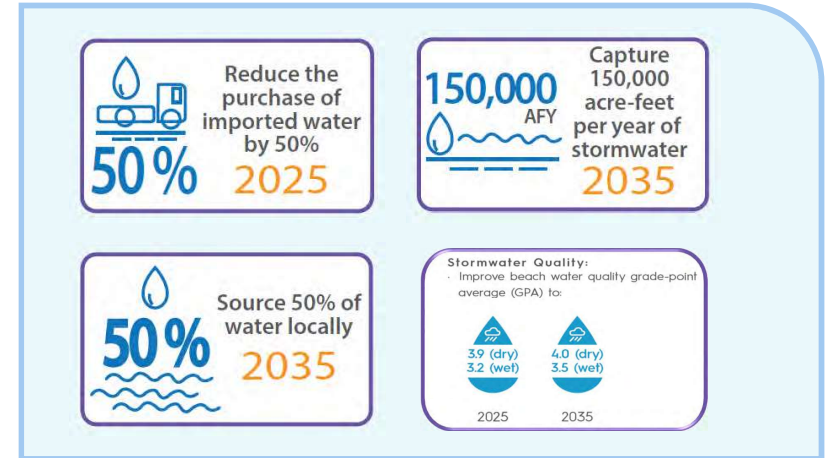 50%
Reduce the
purchase of
imported water
by 50%
2025
150,000
AFY
Capture
150,000
acre-feet
per year of
stormwater
2035
50%
Source 50% of
water locally
2035
Stormwater Quality:
· Improve beach water quality grade-point
average (GPA) to:
3.9 (dry)
3.2 (wet)
2025
4.0 (dry)
3.5 (wet)
2035